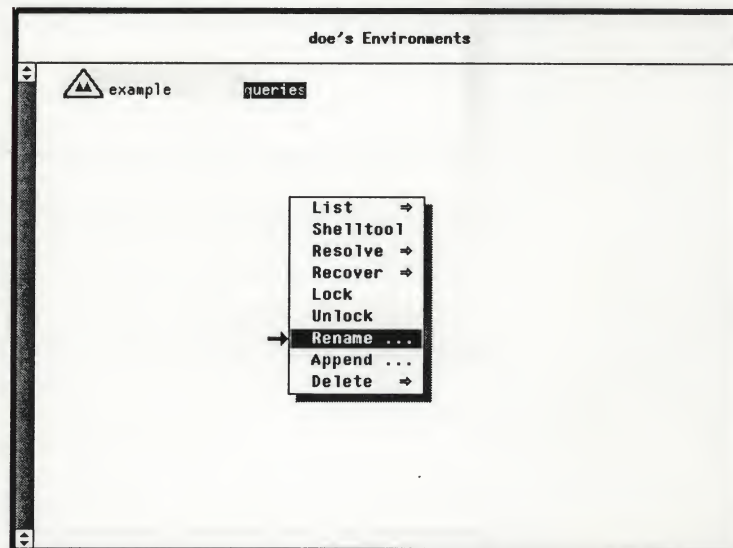 doe's Environments
example queries
List ⇒
Shelltool
Resolve ⇒
Recover ⇒
Lock
Unlock
Rename ...
Append ...
Delete ⇒